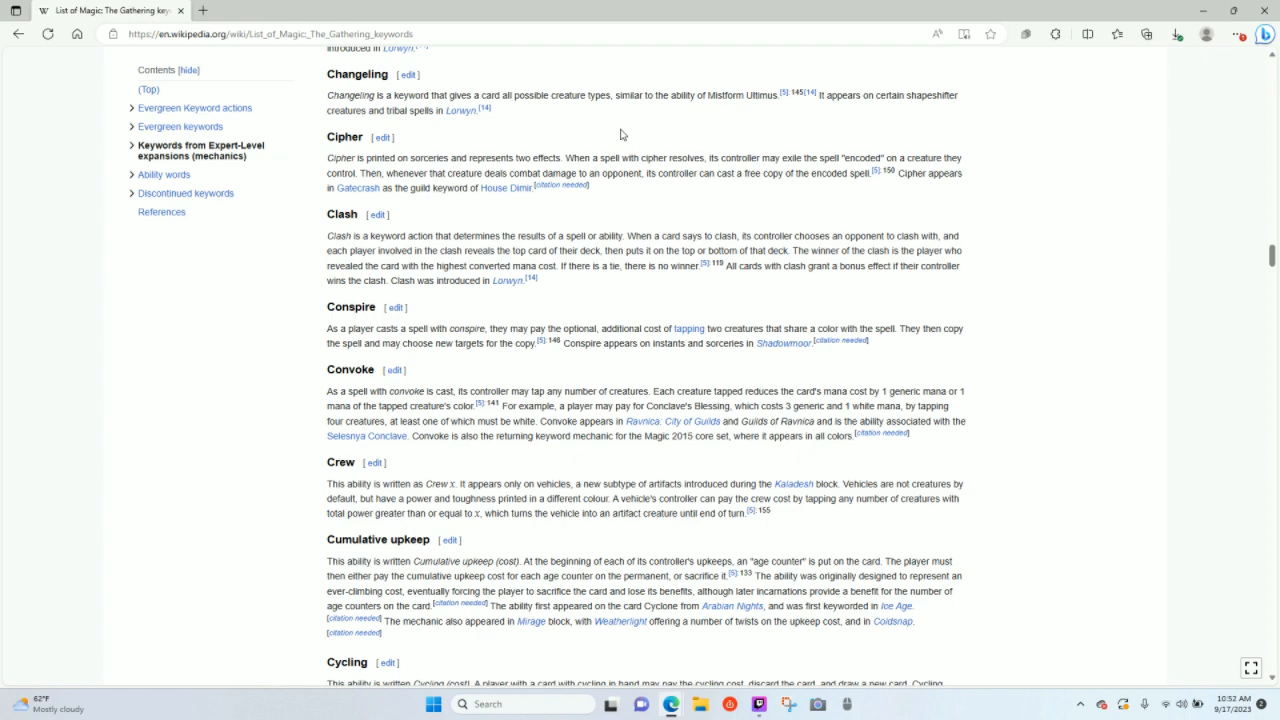 List of Magic: The Gathering key
https://en.wikipedia.org/wiki/List_of_Magic:_The_Gathering_keywords
introduced in Lorwyn.
Contents [hide]
(Top)
Evergreen Keyword actions
Evergreen keywords
Keywords from Expert-Level
expansions (mechanics)
Ability words
Discontinued keywords
References
Changeling [ edit ]
Changeling is a keyword that gives a card all possible creature types, similar to the ability of Mistform Ultimus.[5]:145[14] It appears on certain shapeshifter
creatures and tribal spells in Lorwyn.[14]
Cipher [ edit ]
Cipher is printed on sorceries and represents two effects. When a spell with cipher resolves, its controller may exile the spell "encoded" on a creature they
control. Then, whenever that creature deals combat damage to an opponent, its controller can cast a free copy of the encoded spell.[5]:150 Cipher appears
in Gatecrash as the guild keyword of House Dimir.[citation needed]
Clash [ edit ]
Clash is a keyword action that determines the results of a spell or ability. When a card says to clash, its controller chooses an opponent to clash with, and
each player involved in the clash reveals the top card of their deck, then puts it on the top or bottom of that deck. The winner of the clash is the player who
revealed the card with the highest converted mana cost. If there is a tie, there is no winner.[5]:115 All cards with clash grant a bonus effect if their controller
wins the clash. Clash was introduced in Lorwyn.[14]
Conspire [ edit ]
As a player casts a spell with conspire, they may pay the optional, additional cost of tapping two creatures that share a color with the spell. They then copy
the spell and may choose new targets for the copy.[5]:146 Conspire appears on instants and sorceries in Shadowmoor.[citation needed]
Convoke [ edit ]
As a spell with convoke is cast, its controller may tap any number of creatures. Each creature tapped reduces the card's mana cost by 1 generic mana or 1
mana of the tapped creature's color.[5]:141 For example, a player may pay for Conclave's Blessing, which costs 3 generic and 1 white mana, by tapping
four creatures, at least one of which must be white. Convoke appears in Ravnica: City of Guilds and Guilds of Ravnica and is the ability associated with the
Selesnya Conclave. Convoke is also the returning keyword mechanic for the Magic 2015 core set, where it appears in all colors.[citation needed]
Crew [ edit ]
This ability is written as Crew x. It appears only on vehicles, a new subtype of artifacts introduced during the Kaladesh block. Vehicles are not creatures by
default, but have a power and toughness printed in a different colour. A vehicle's controller can pay the crew cost by tapping any number of creatures with
total power greater than or equal to x, which turns the vehicle into an artifact creature until end of turn.[5]:155
Cumulative upkeep [ edit ]
This ability is written Cumulative upkeep (cost). At the beginning of each of its controller's upkeeps, an "age counter" is put on the card. The player must
then either pay the cumulative upkeep cost for each age counter on the permanent, or sacrifice it.[5]:133 The ability was originally designed to represent an
ever-climbing cost, eventually forcing the player to sacrifice the card and lose its benefits, although later incarnations provide a benefit for the number of
age counters on the card.[citation needed] The ability first appeared on the card Cyclone from Arabian Nights, and was first keyworded in Ice Age.
[citation needed] The mechanic also appeared in Mirage block, with Weatherlight offering a number of twists on the upkeep cost, and in Coldsnap.
[citation needed]
Cycling [ edit ]
This ability is written Cycling (cost). A player with a card with cycling in hand may pay the cycling cost, discard the card, and draw a new card. Cycling
62°F
Mostly cloudy
Search
10:52 AM
9/17/2023